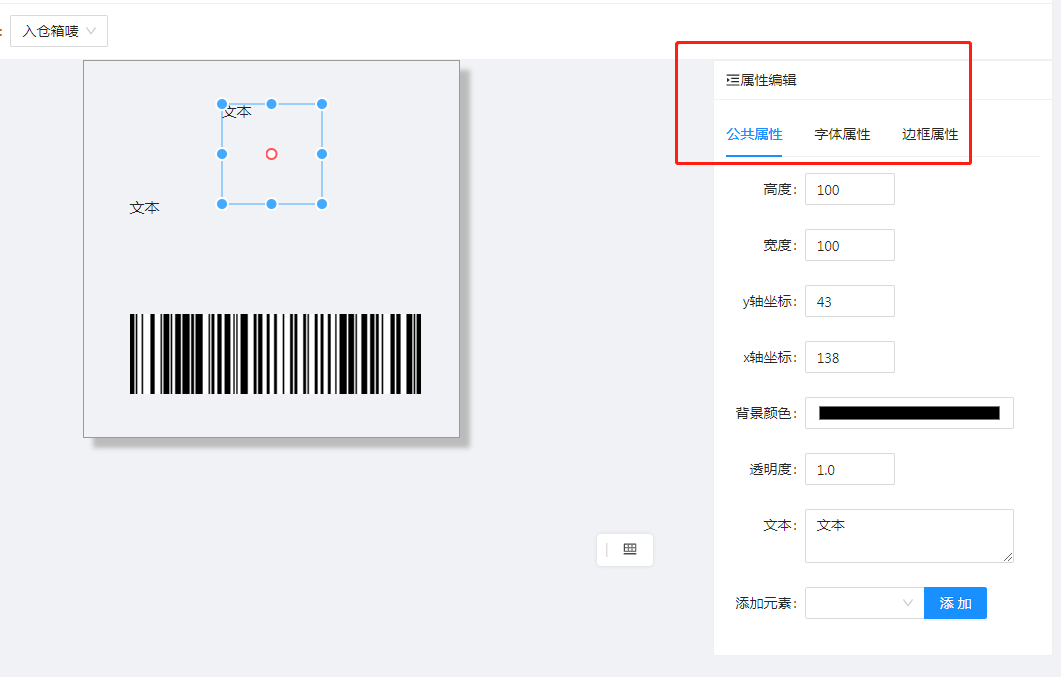 入仓箱唛
文本
文本
属性编辑
公共属性 字体属性 边框属性
高度: 100
宽度: 100
y轴坐标: 43
x轴坐标: 138
背景颜色:
透明度: 1.0
文本: 文本
添加元素: 添 加